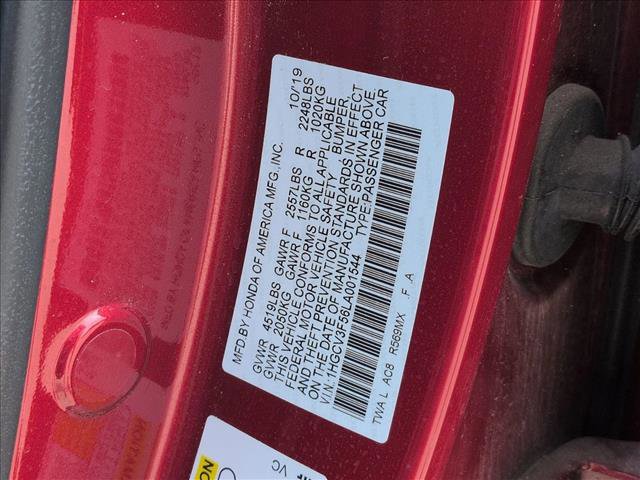 MFD.BY HONDA OF AMERICA MFG., INC. 10/19
GVWR 4519LBS GAWR F 2557LBS R 2248LBS
GVWR 2050KG GAWR F 1160KG R 1020KG
THIS VEHICLE CONFORMS TO ALL APPLICABLE
FEDERAL MOTOR VEHICLE SAFETY, BUMPER,
AND THEFT PREVENTION STANDARDS IN EFFECT
ON THE DATE OF MANUFACTURE SHOWN ABOVE.
V.I.N.: 1HGCV3F56LA001544 TYPE:PASSENGER CAR
TWA L AC8 R569MX .F .A
VC